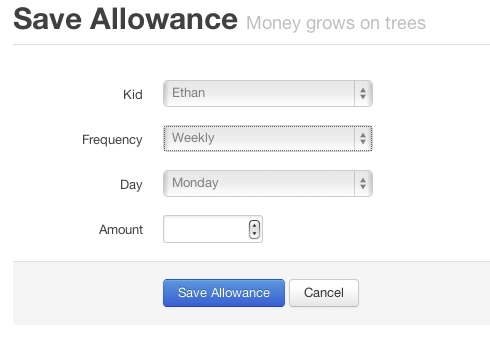 Save Allowance Money grows on trees
Kid Ethan
Frequency Weekly
Day Monday
Amount
Save Allowance Cancel